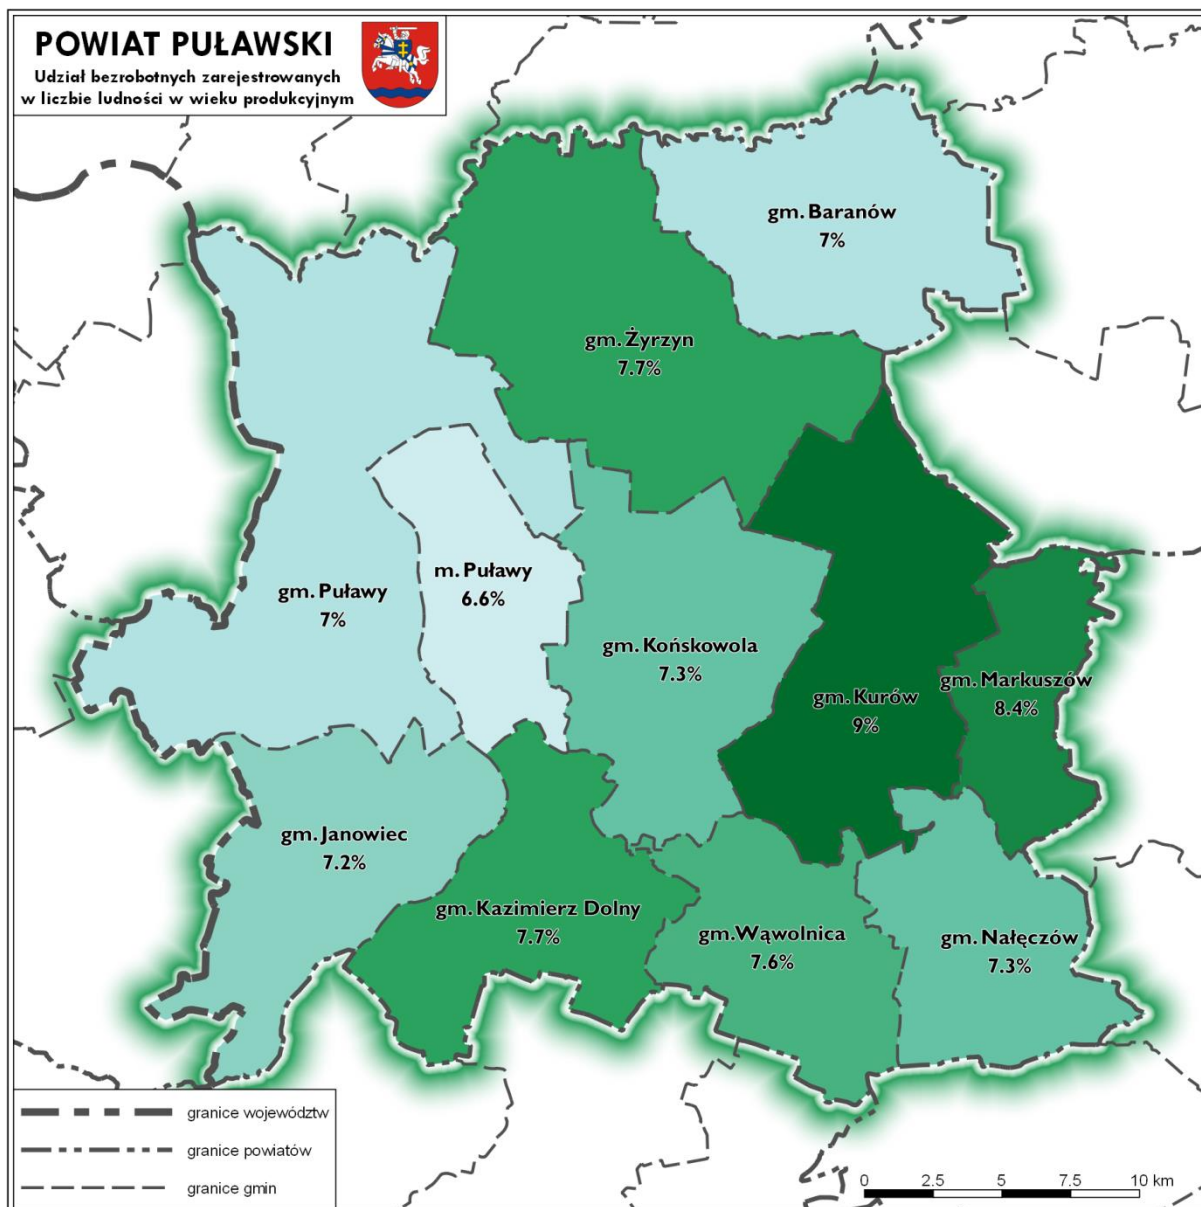 POWIAT PUŁAWSKI
Udział bezrobotnych zarejestrowanych
w liczbie ludności w wieku produkcyjnym
gm. Baranów
7%
gm. Żyrzyn
7.7%
m. Puławy
6.6%
gm. Puławy
7%
gm. Końskowola
7.3%
gm. Kurów
9%
gm. Markuszów
8.4%
gm. Janowiec
7.2%
gm. Kazimierz Dolny
7.7%
gm. Wąwolnica
7.6%
gm. Nałęczów
7.3%
granice województw
granice powiatów
granice gmin
0 2.5 5 7.5 10 km